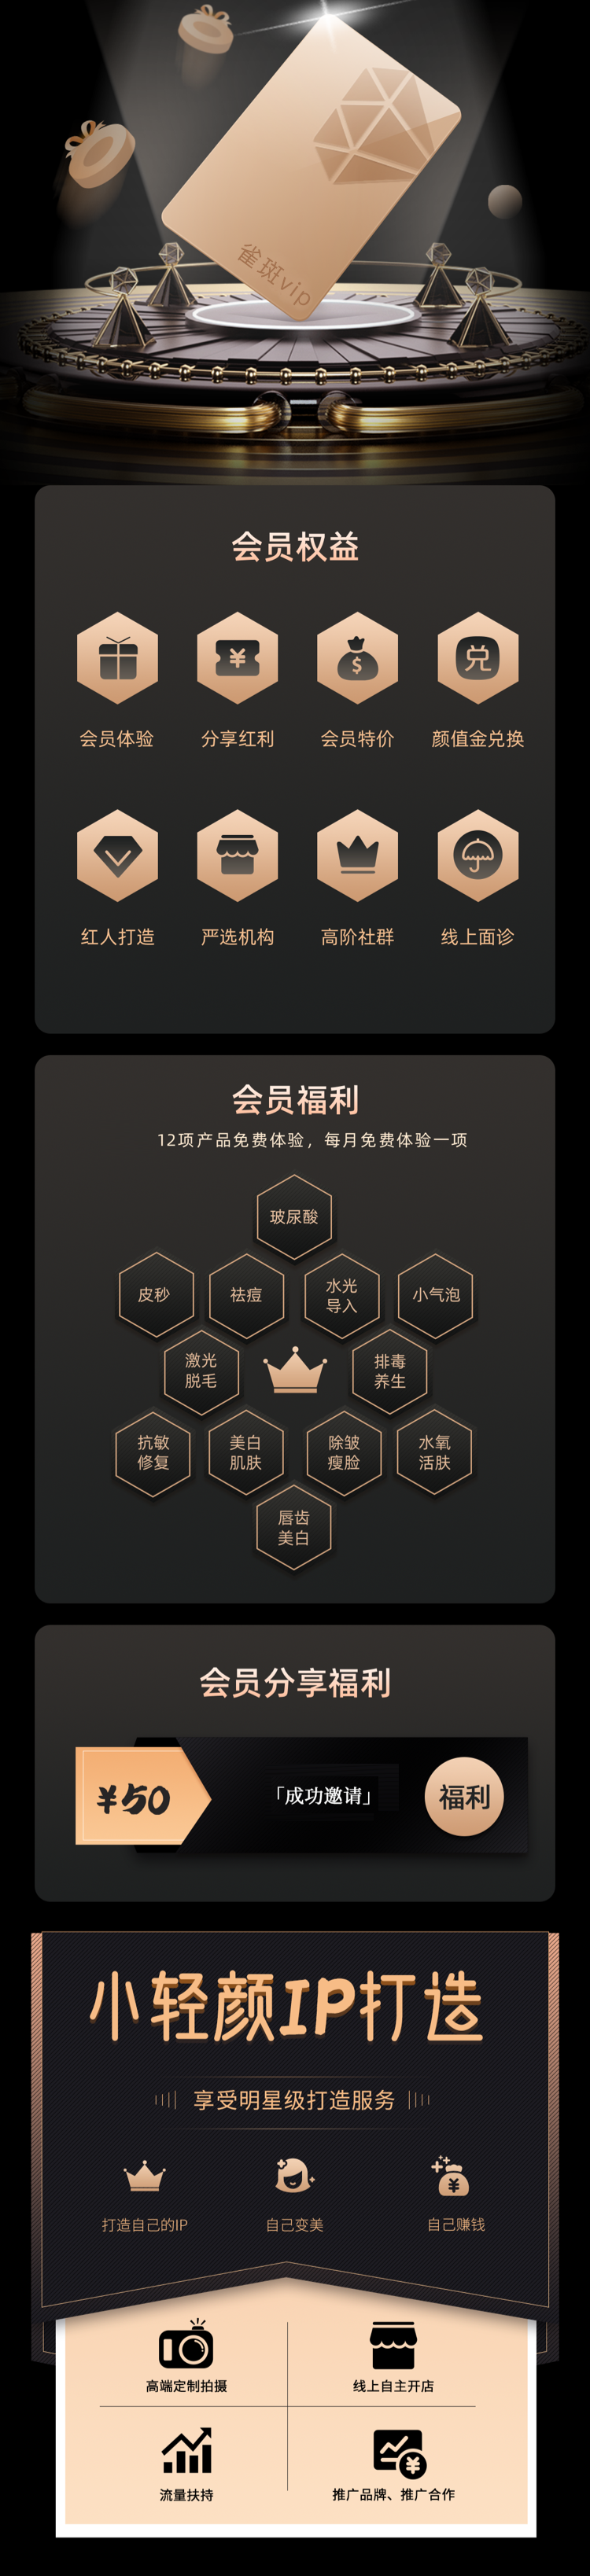 雀斑vip
会员权益
¥
$
兑
会员体验
分享红利
会员特价
颜值金兑换
红人打造
严选机构
高阶社群
线上面诊
会员福利
12项产品免费体验，每月免费体验一项
玻尿酸
皮秒
祛痘
水光
导入
小气泡
激光
脱毛
排毒
养生
抗敏
修复
美白
肌肤
除皱
瘦脸
水氧
活肤
唇齿
美白
会员分享福利
¥50
「成功邀请」
福利
小轻颜IP打造
享受明星级打造服务
¥
打造自己的IP
自己变美
自己赚钱
高端定制拍摄
线上自主开店
¥
流量扶持
推广品牌、推广合作